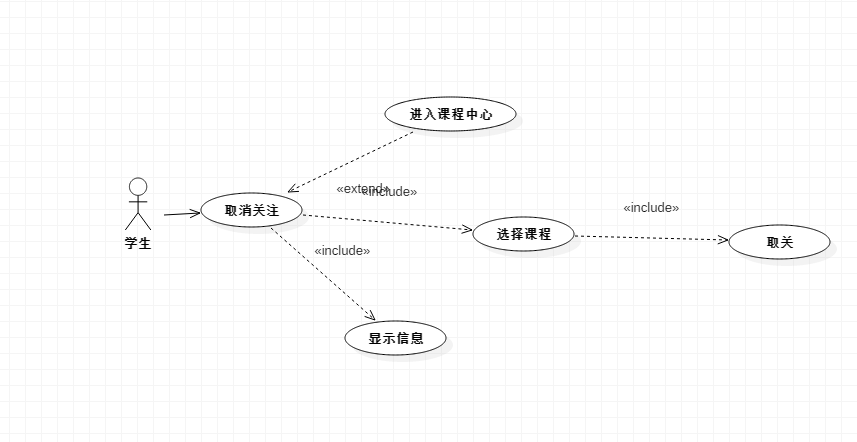 进入课程中心
«extend»
«include»
取消关注
«include»
选择课程
取关
学生
«include»
显示信息